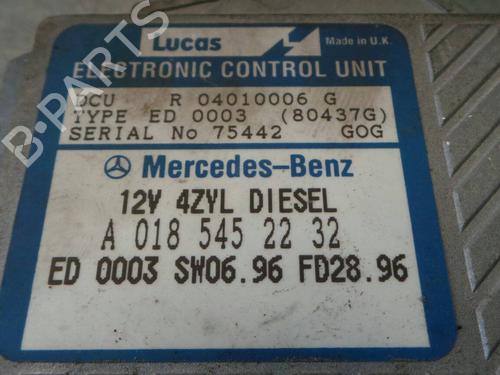 Lucas
Made in U.K.
ELECTRONIC CONTROL UNIT
DCU R 04010006 G
TYPE ED 0003 (80437G)
SERIAL No 75442 GOG
Mercedes-Benz
12V 4ZYL DIESEL
A 018 545 22 32
ED 0003 SW06.96 FD28.96
B-PARTS